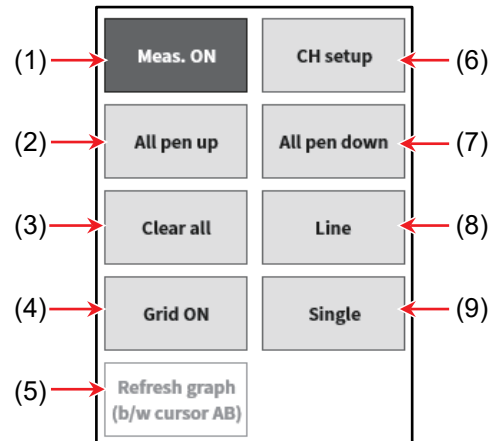 (1) Meas. ON CH setup (6)
(2) All pen up All pen down (7)
(3) Clear all Line (8)
(4) Grid ON Single (9)
(5) Refresh graph
(b/w cursor AB)